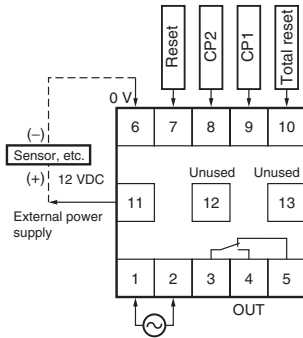 Reset
CP2
CP1
Total reset
0 V
6 7 8 9 10
(−)
Sensor, etc.
(+) 12 VDC
Unused Unused
11 12 13
External power
supply
1 2 3 4 5
OUT